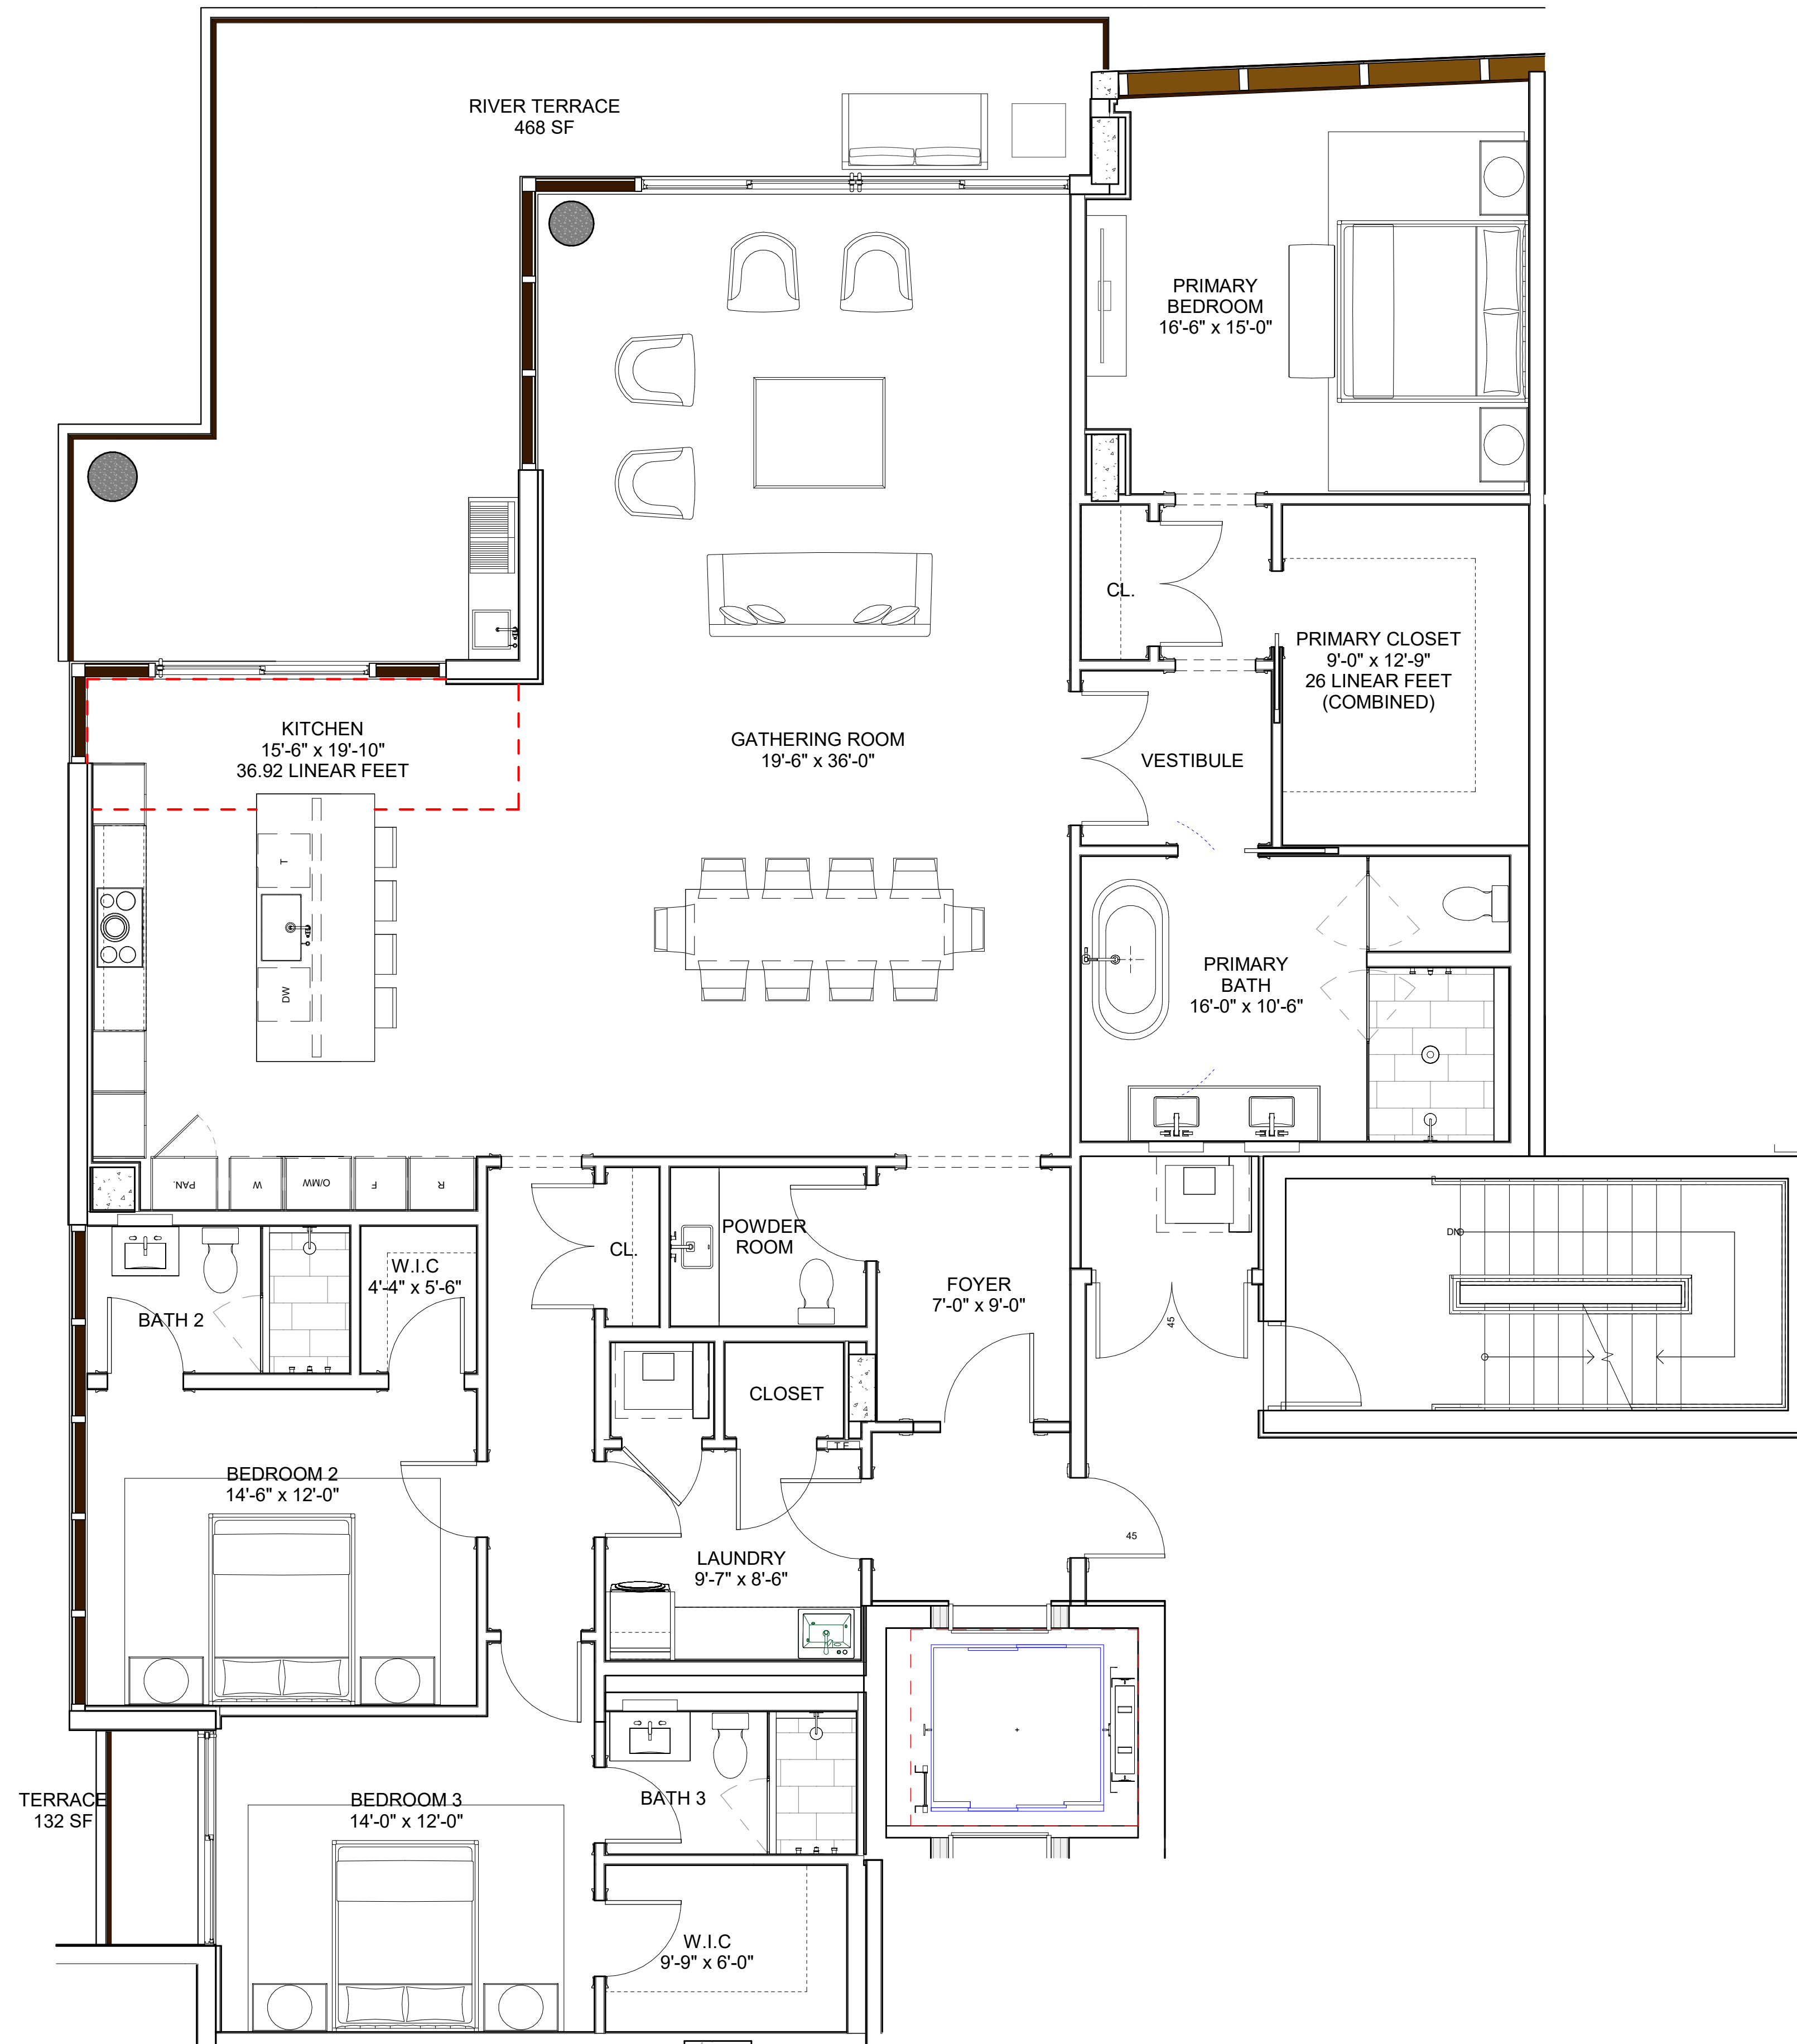 RIVER TERRACE
468 SF
PRIMARY
BEDROOM
16'-6" x 15'-0"
CL.
PRIMARY CLOSET
9'-0" x 12'-9"
26 LINEAR FEET
(COMBINED)
KITCHEN
15'-6" x 19'-10"
36.92 LINEAR FEET
GATHERING ROOM
19'-6" x 36'-0"
VESTIBULE
T
DW
PRIMARY
BATH
16'-0" x 10'-6"
PAN.
W
O/MW
F
R
POWDER
ROOM
CL.
W.I.C
4'-4" x 5'-6"
BATH 2
FOYER
7'-0" x 9'-0"
DN
45
CLOSET
T.E.
BEDROOM 2
14'-6" x 12'-0"
45
LAUNDRY
9'-7" x 8'-6"
TERRACE
132 SF
BEDROOM 3
14'-0" x 12'-0"
BATH 3
W.I.C
9'-9" x 6'-0"